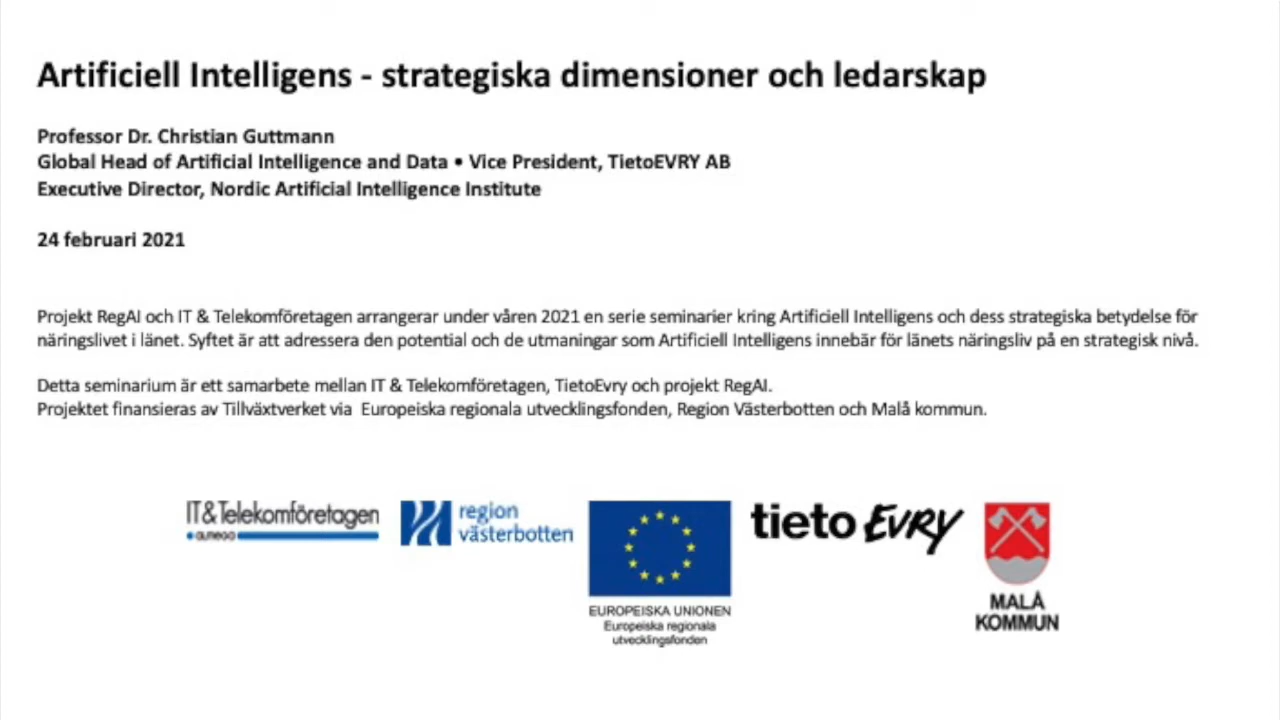 Artificiell Intelligens - strategiska dimensioner och ledarskap
Professor Dr. Christian Guttmann
Global Head of Artificial Intelligence and Data • Vice President, TietoEVRY AB
Executive Director, Nordic Artificial Intelligence Institute
24 februari 2021
Projekt RegAI och IT & Telekomföretagen arrangerar under våren 2021 en serie seminarier kring Artificiell Intelligens och dess strategiska betydelse för
näringslivet i länet. Syftet är att adressera den potential och de utmaningar som Artificiell Intelligens innebär för länets näringsliv på en strategisk nivå.
Detta seminarium är ett samarbete mellan IT & Telekomföretagen, TietoEvry och projekt RegAI.
Projektet finansieras av Tillväxtverket via Europeiska regionala utvecklingsfonden, Region Västerbotten och Malå kommun.
IT&Telekomföretagen
ALMEGA
region
västerbotten
EUROPEISKA UNIONEN
Europeiska regionala
utvecklingsfonden
tieto EVRY
MALÅ
KOMMUN